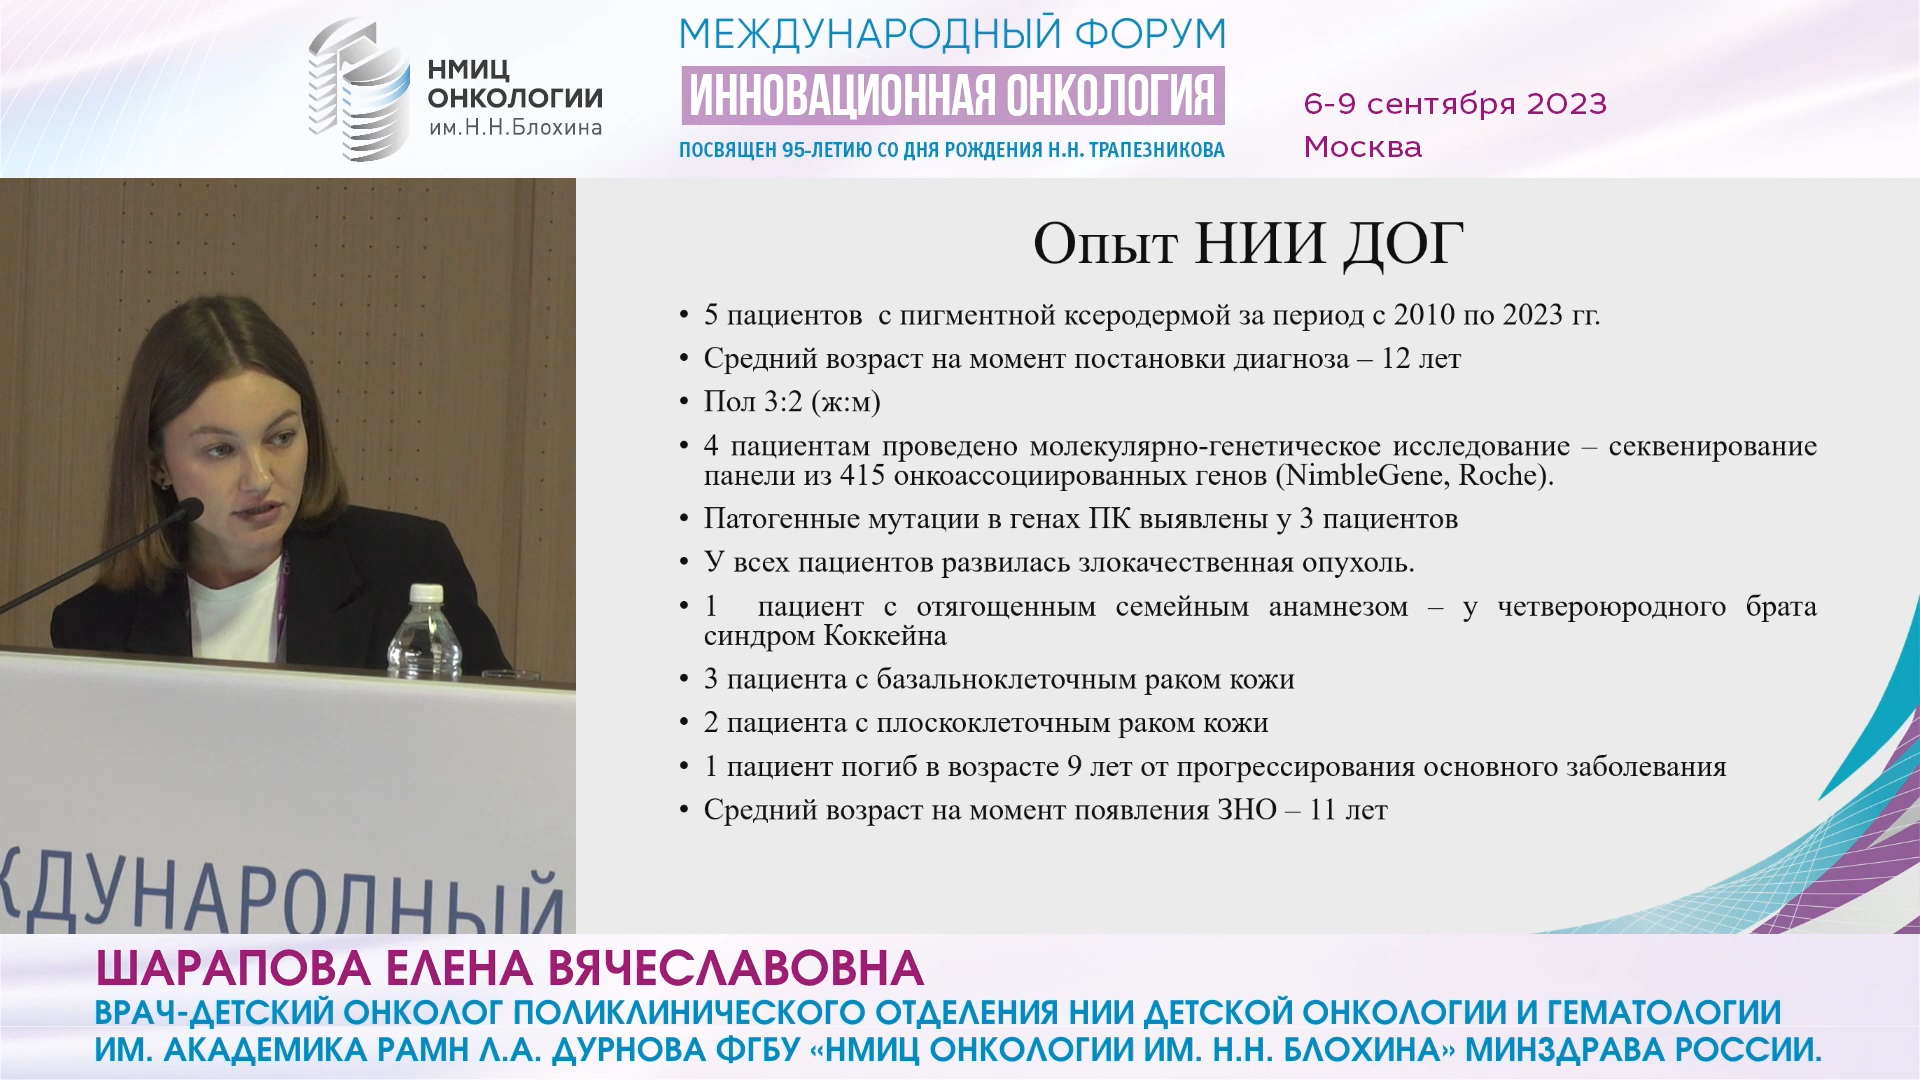 НМИЦ
ОНКОЛОГИИ
им.Н.Н.Блохина
МЕЖДУНАРОДНЫЙ ФОРУМ
ИННОВАЦИОННАЯ ОНКОЛОГИЯ
ПОСВЯЩЕН 95-ЛЕТИЮ СО ДНЯ РОЖДЕНИЯ Н.Н. ТРАПЕЗНИКОВА
6-9 сентября 2023
Москва
Опыт НИИ ДОГ
• 5 пациентов с пигментной ксеродермой за период с 2010 по 2023 гг.
• Средний возраст на момент постановки диагноза – 12 лет
• Пол 3:2 (ж:м)
• 4 пациентам проведено молекулярно-генетическое исследование – секвенирование
панели из 415 онкоассоциированных генов (NimbleGene, Roche).
• Патогенные мутации в генах ПК выявлены у 3 пациентов
• У всех пациентов развилась злокачественная опухоль.
• 1 пациент с отягощенным семейным анамнезом – у четвероюродного брата
синдром Коккейна
• 3 пациента с базальноклеточным раком кожи
• 2 пациента с плоскоклеточным раком кожи
• 1 пациент погиб в возрасте 9 лет от прогрессирования основного заболевания
• Средний возраст на момент появления ЗНО – 11 лет
ЖДУНАРОДНЫЙ
ШАРАПОВА ЕЛЕНА ВЯЧЕСЛАВОВНА
ВРАЧ-ДЕТСКИЙ ОНКОЛОГ ПОЛИКЛИНИЧЕСКОГО ОТДЕЛЕНИЯ НИИ ДЕТСКОЙ ОНКОЛОГИИ И ГЕМАТОЛОГИИ
ИМ. АКАДЕМИКА РАМН Л.А. ДУРНОВА ФГБУ «НМИЦ ОНКОЛОГИИ ИМ. Н.Н. БЛОХИНА» МИНЗДРАВА РОССИИ.